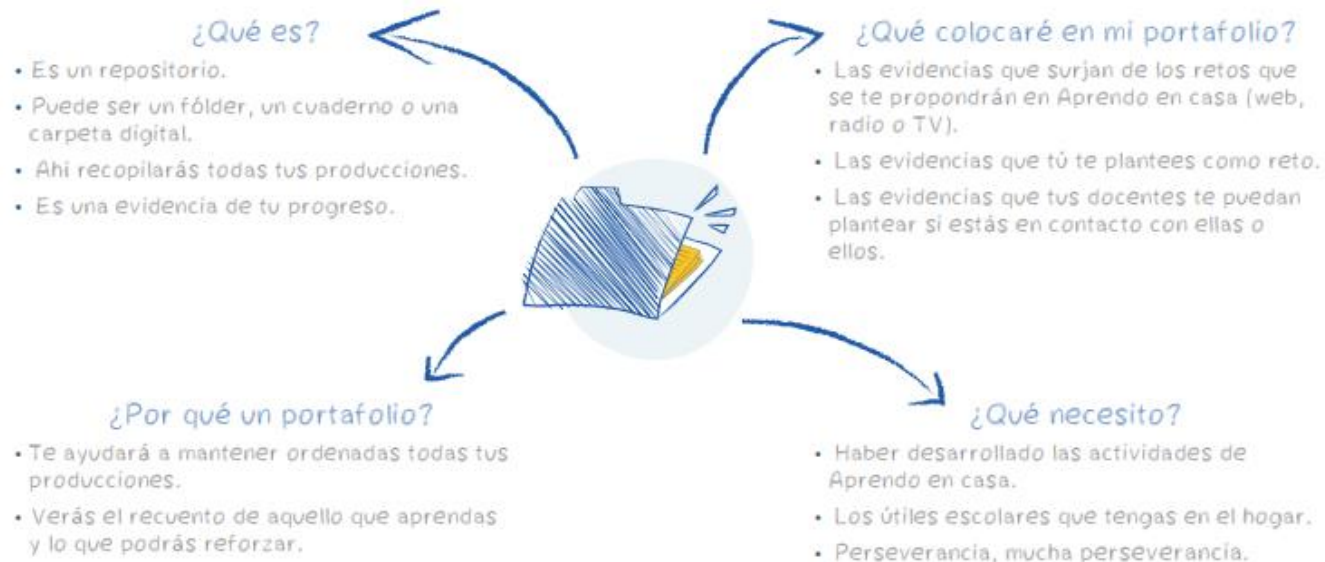 ¿Qué es?
• Es un repositorio.
• Puede ser un fólder, un cuaderno o una
carpeta digital.
• Ahí recopilarás todas tus producciones.
• Es una evidencia de tu progreso.
¿Qué colocaré en mi portafolio?
• Las evidencias que surjan de los retos que
se te propondrán en Aprendo en casa (web,
radio o TV).
• Las evidencias que tú te plantees como reto.
• Las evidencias que tus docentes te puedan
plantear si estás en contacto con ellas o
ellos.
¿Por qué un portafolio?
• Te ayudará a mantener ordenadas todas tus
producciones.
• Verás el recuento de aquello que aprendas
y lo que podrás reforzar.
¿Qué necesito?
• Haber desarrollado las actividades de
Aprendo en casa.
• Los útiles escolares que tengas en el hogar.
• Perseverancia, mucha perseverancia.